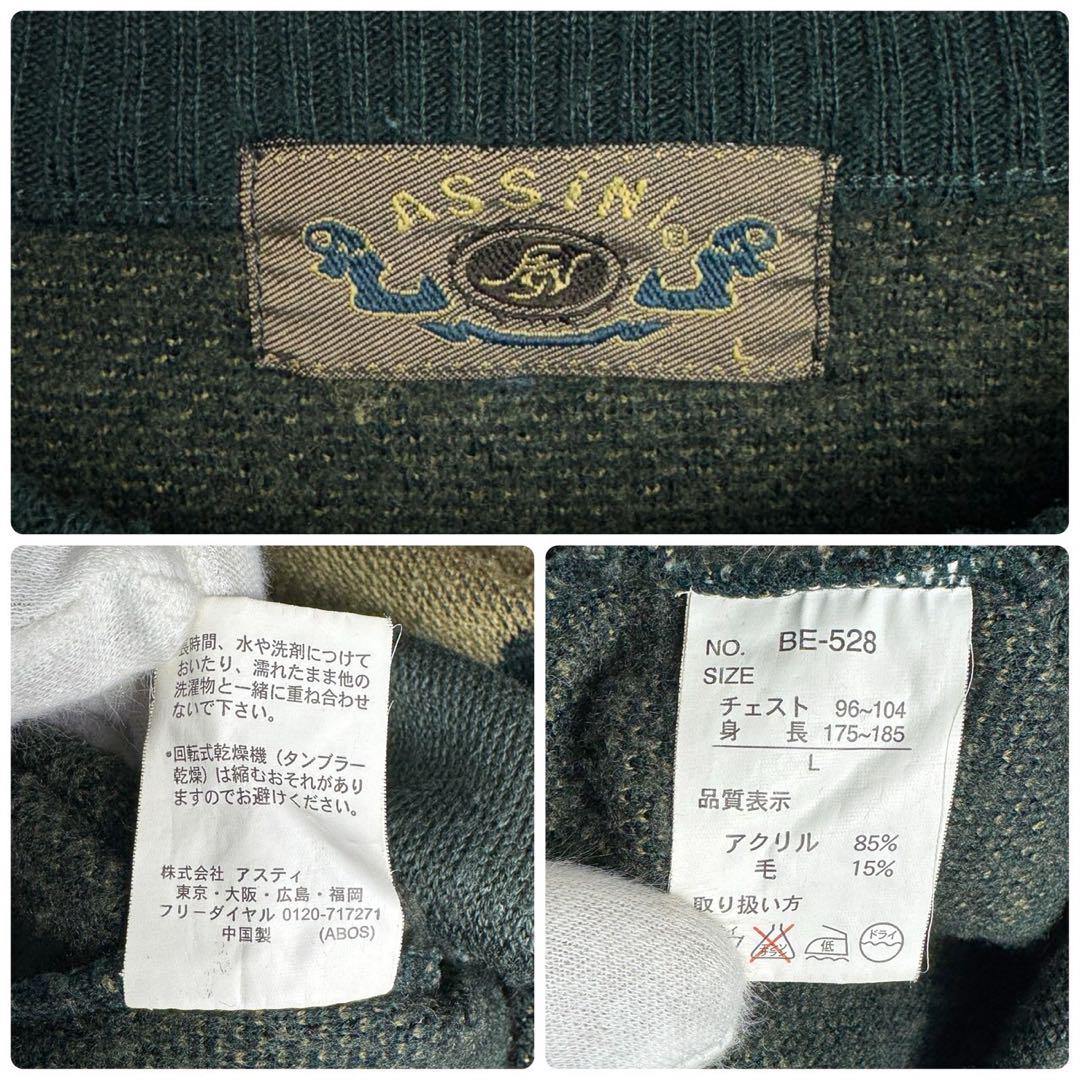 ASSiNi®
L
長時間、水や洗剤につけて
おいたり、濡れたまま他の
洗濯物と一緒に重ね合わせ
ないで下さい。
•回転式乾燥機(タンブラー
乾燥)は縮むおそれがあり
ますのでお避けください。
株式会社 アスティ
東京・大阪・広島・福岡
フリーダイヤル 0120-717271
中国製 (ABOS)
NO. BE-528
SIZE
チェスト 96~104
身長 175~185
L
品質表示
アクリル 85%
毛 15%
取り扱い方
低
ドライ